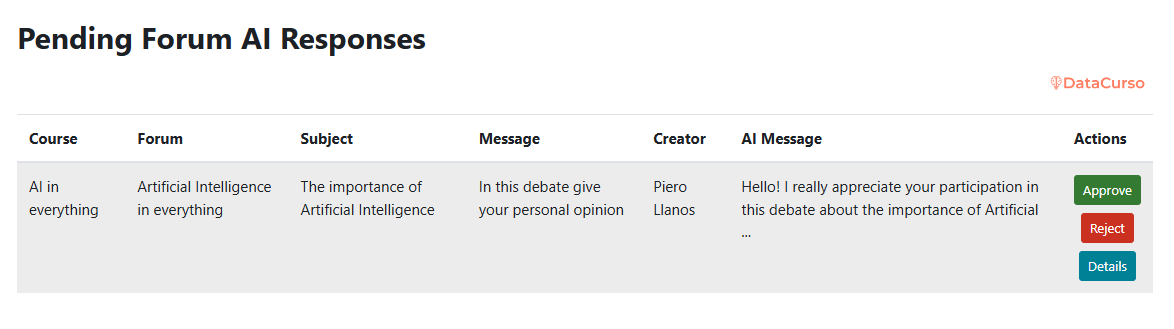 Pending Forum AI Responses
DataCurso
Course Forum Subject Message Creator AI Message Actions
AI in everything
Artificial Intelligence in everything
The importance of Artificial Intelligence
In this debate give your personal opinion
Piero Llanos
Hello! I really appreciate your participation in this debate about the importance of Artificial ...
Approve
Reject
Details